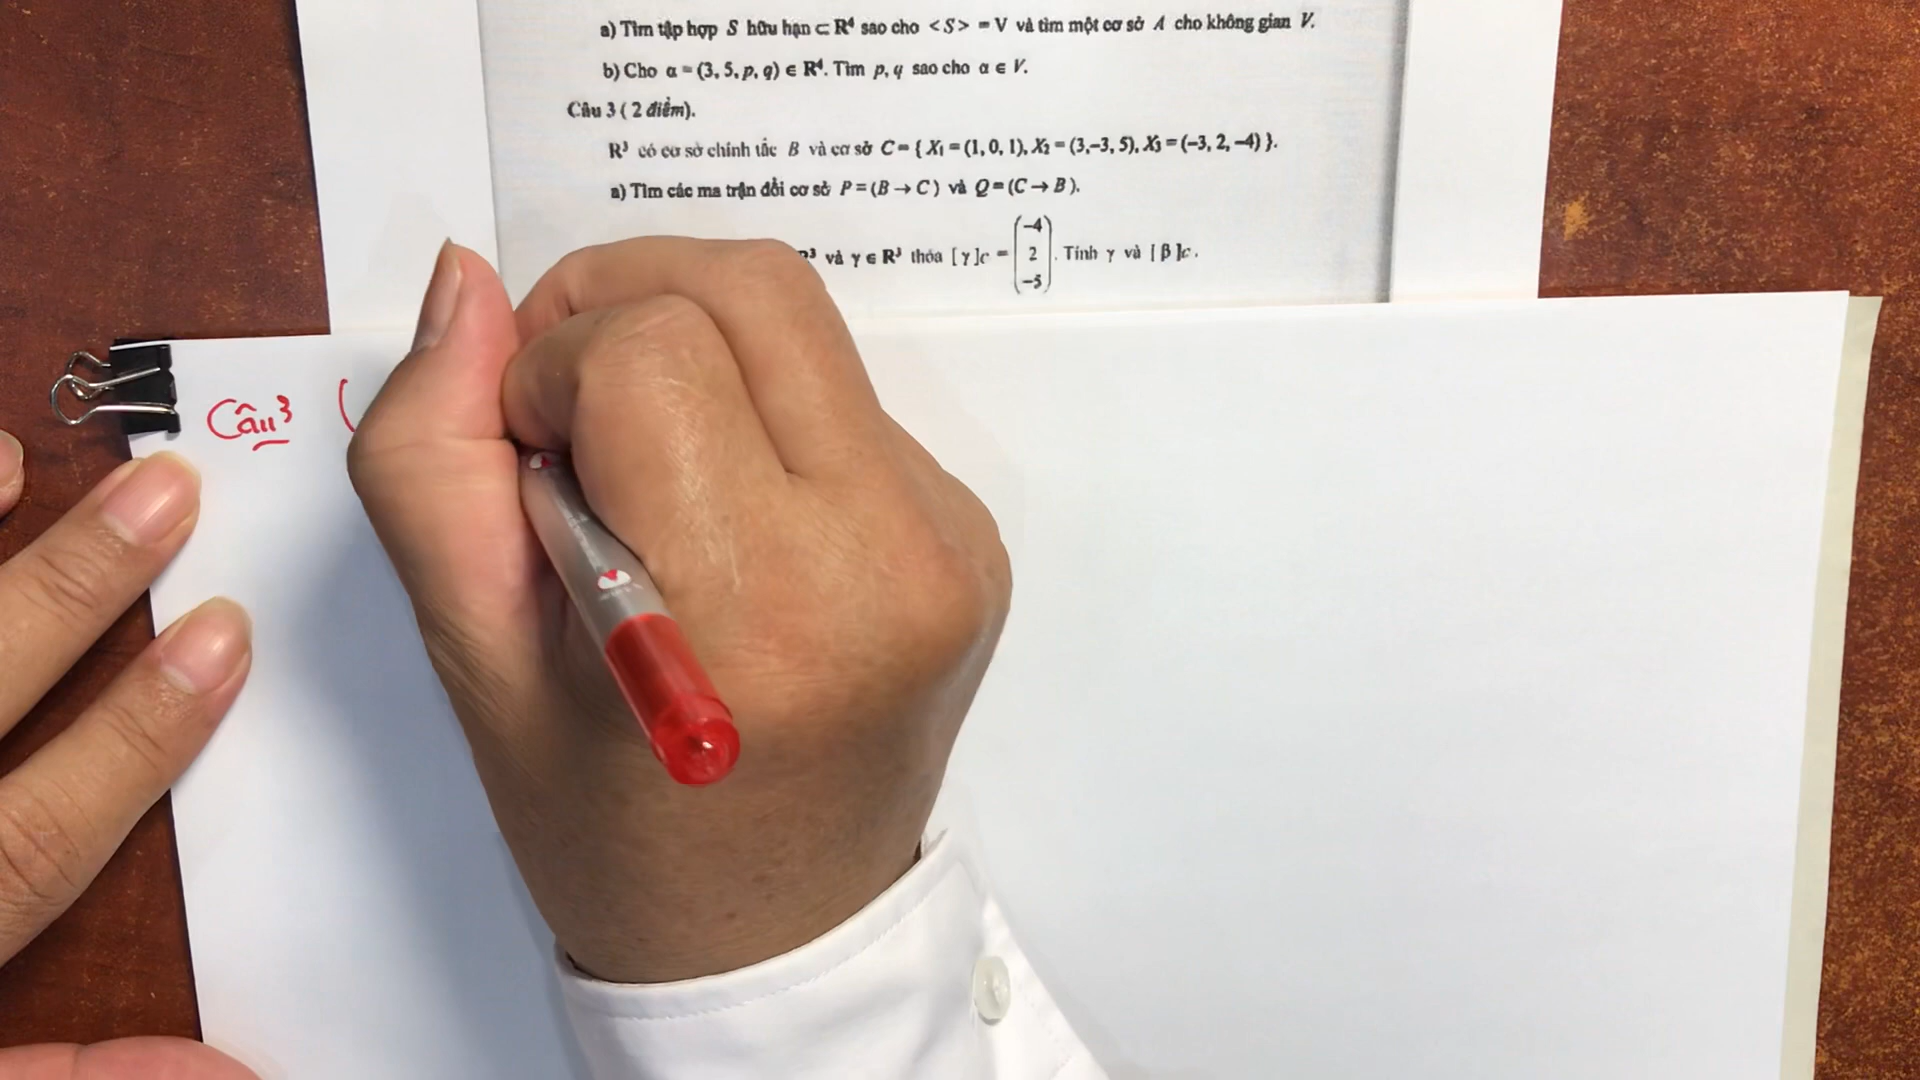 a) Tìm tập hợp S hữu hạn ⊂ R⁴ sao cho <S> = V và tìm một cơ sở A cho không gian V.
b) Cho α = (3, 5, p, q) ∈ R⁴. Tìm p, q sao cho α ∈ V.
Câu 3 ( 2 điểm).
R³ có cơ sở chính tắc B và cơ sở C = { X₁ = (1, 0, 1), X₂ = (3,−3, 5), X₃ = (−3, 2, −4) }.
a) Tìm các ma trận đổi cơ sở P = (B → C ) và Q = (C → B ).
và γ ∈ R³ thỏa [ γ ]c = (−4 2 −5). Tính γ và [ β ]c .
Câu 3 (